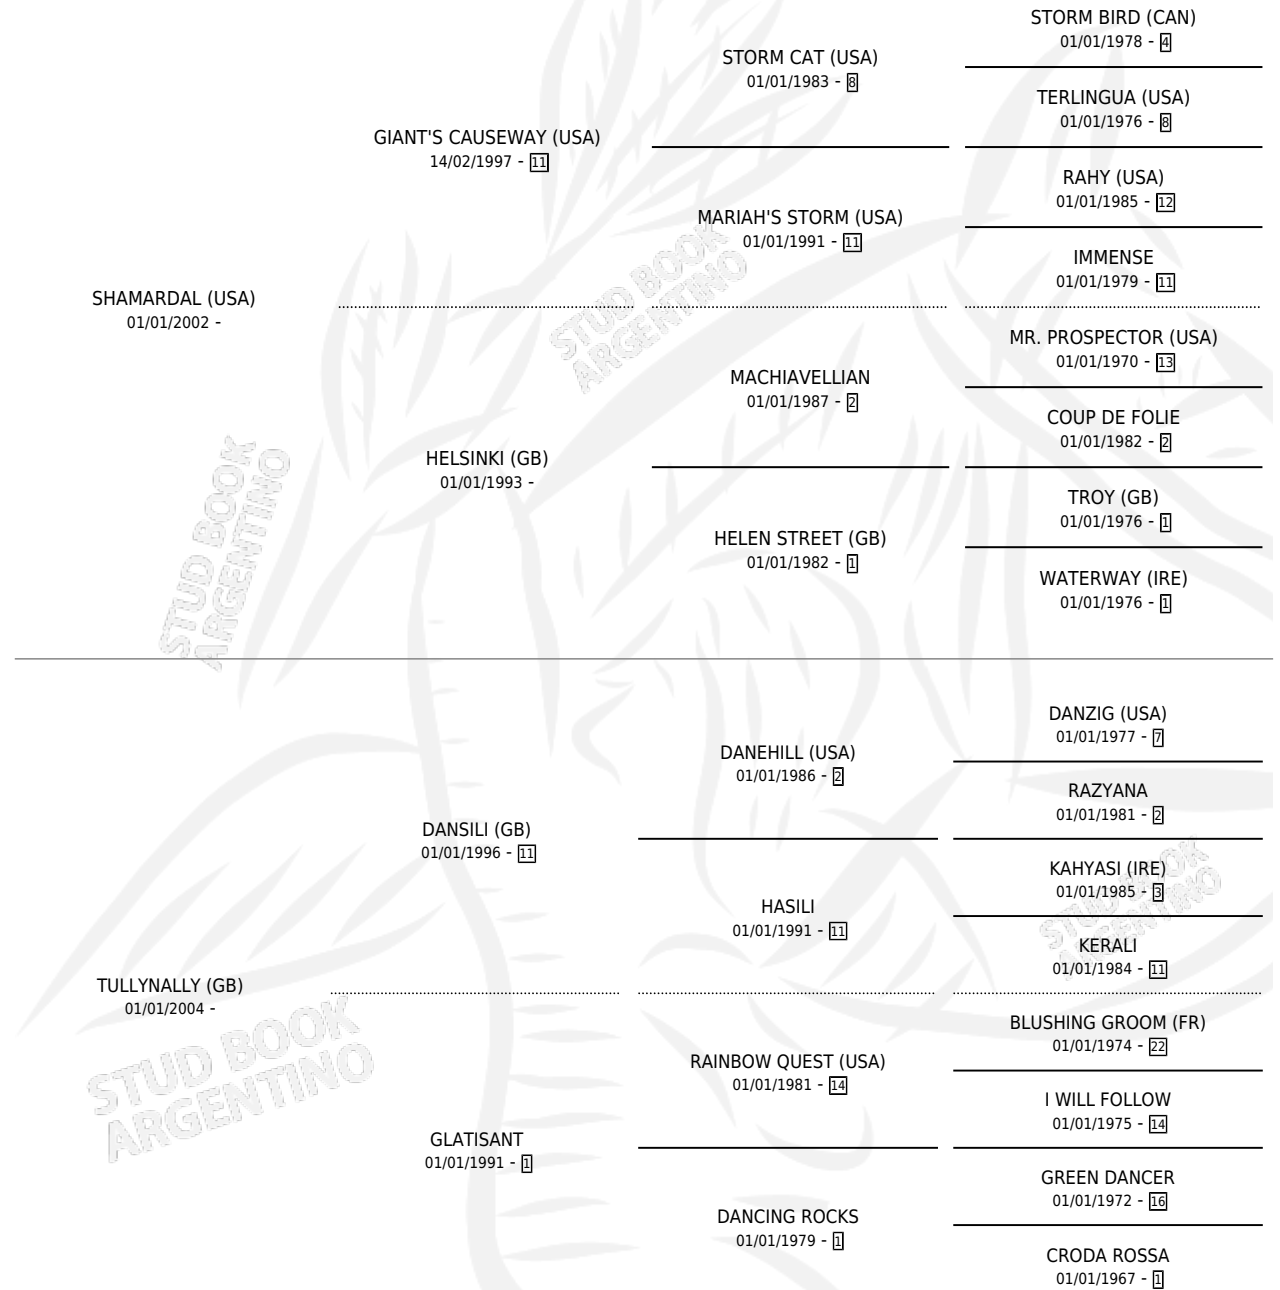 STORM BIRD (CAN)
01/01/1978 - 4
STORM CAT (USA)
01/01/1983 - 8
TERLINGUA (USA)
01/01/1976 - 8
GIANT'S CAUSEWAY (USA)
14/02/1997 - 11
RAHY (USA)
01/01/1985 - 12
MARIAH'S STORM (USA)
01/01/1991 - 11
IMMENSE
01/01/1979 - 11
SHAMARDAL (USA)
01/01/2002 -
MR. PROSPECTOR (USA)
01/01/1970 - 13
MACHIAVELLIAN
01/01/1987 - 2
COUP DE FOLIE
01/01/1982 - 2
HELSINKI (GB)
01/01/1993 -
TROY (GB)
01/01/1976 - 1
HELEN STREET (GB)
01/01/1982 - 1
WATERWAY (IRE)
01/01/1976 - 1
STUD BOOK
ARGENTINO
STUD BOOK
ARGENTINO
DANZIG (USA)
01/01/1977 - 7
DANEHILL (USA)
01/01/1986 - 2
RAZYANA
01/01/1981 - 2
DANSILI (GB)
01/01/1996 - 11
KAHYASI (IRE)
01/01/1985 - 3
HASILI
01/01/1991 - 11
KERALI
01/01/1984 - 11
TULLYNALLY (GB)
01/01/2004 -
BLUSHING GROOM (FR)
01/01/1974 - 22
RAINBOW QUEST (USA)
01/01/1981 - 14
I WILL FOLLOW
01/01/1975 - 14
GLATISANT
01/01/1991 - 1
GREEN DANCER
01/01/1972 - 16
DANCING ROCKS
01/01/1979 - 1
CRODA ROSSA
01/01/1967 - 1
STUD BOOK
ARGENTINO
STUD BOOK
ARGENTINO